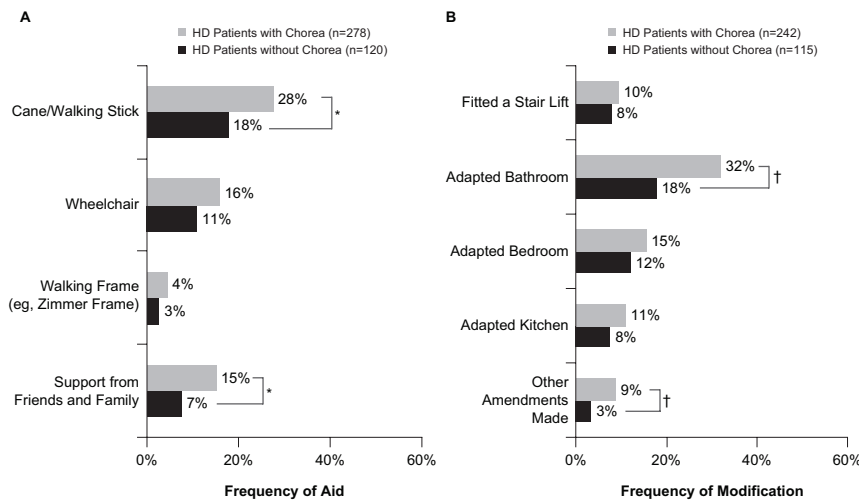 A
HD Patients with Chorea (n=278)
HD Patients without Chorea (n=120)
Cane/Walking Stick
28%
18%
*
Wheelchair
16%
11%
Walking Frame
(eg, Zimmer Frame)
4%
3%
Support from
Friends and Family
15%
7%
*
0%
20%
40%
60%
Frequency of Aid
B
HD Patients with Chorea (n=242)
HD Patients without Chorea (n=115)
Fitted a Stair Lift
10%
8%
Adapted Bathroom
32%
18%
†
Adapted Bedroom
15%
12%
Adapted Kitchen
11%
8%
Other
Amendments
Made
9%
3%
†
0%
20%
40%
60%
Frequency of Modification